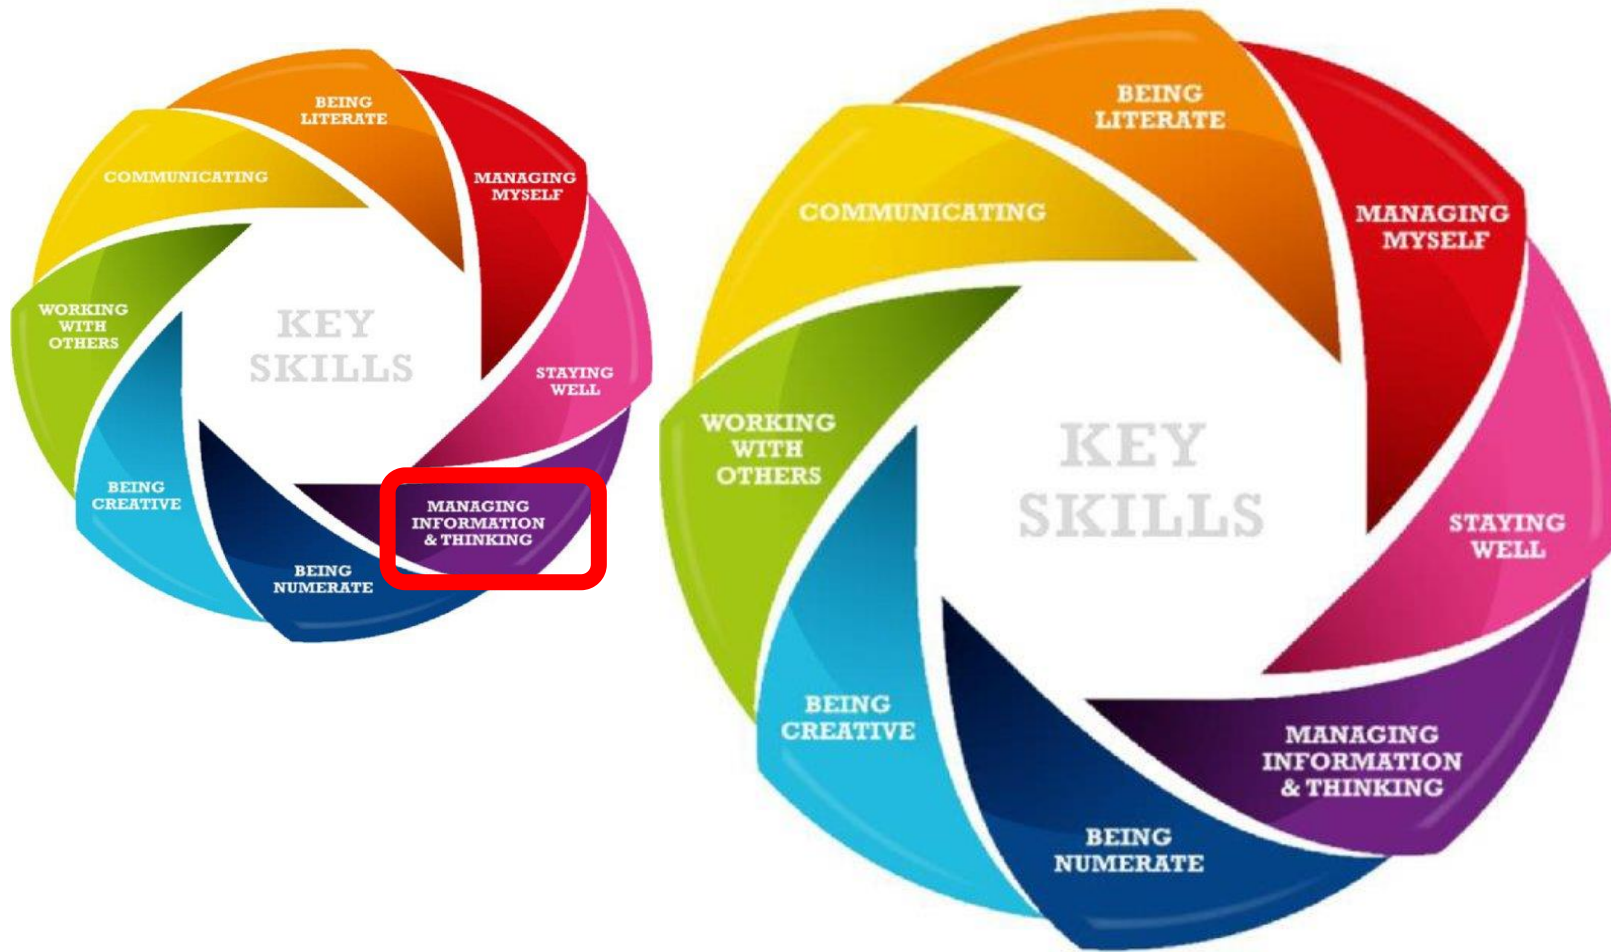 BEING
LITERATE
MANAGING
MYSELF
COMMUNICATING
WORKING
WITH
OTHERS
KEY
SKILLS
STAYING
WELL
BEING
CREATIVE
MANAGING
INFORMATION
& THINKING
BEING
NUMERATE
BEING
LITERATE
MANAGING
MYSELF
COMMUNICATING
WORKING
WITH
OTHERS
KEY
SKILLS
STAYING
WELL
BEING
CREATIVE
MANAGING
INFORMATION
& THINKING
BEING
NUMERATE